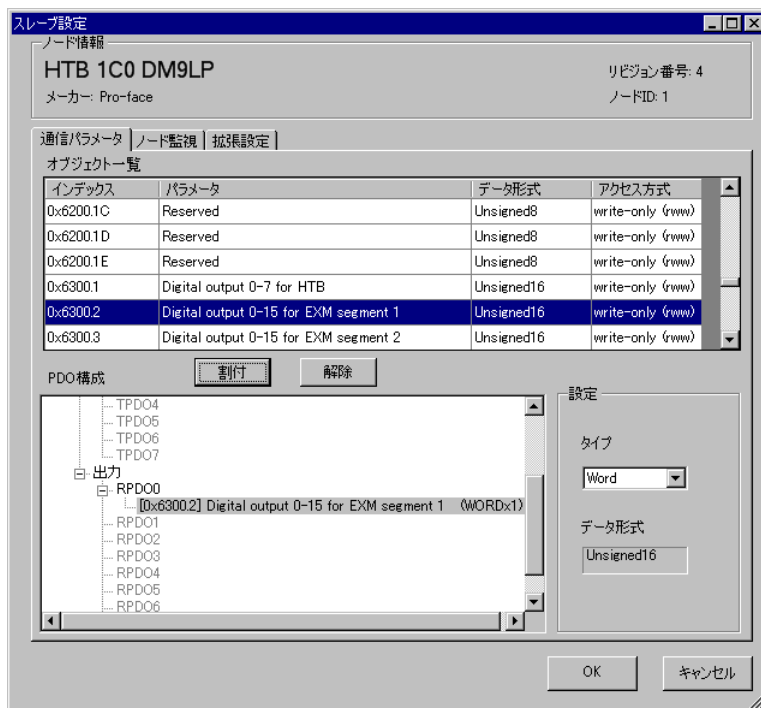 スレーブ設定
ノード情報
HTB 1C0 DM9LP
リビジョン番号: 4
メーカー: Pro-face
ノードID: 1
通信パラメータ ノード監視 拡張設定
オブジェクト一覧
インデックス パラメータ データ形式 アクセス方式
0x6200.1C Reserved Unsigned8 write-only (rww)
0x6200.1D Reserved Unsigned8 write-only (rww)
0x6200.1E Reserved Unsigned8 write-only (rww)
0x6300.1 Digital output 0-7 for HTB Unsigned16 write-only (rww)
0x6300.2 Digital output 0-15 for EXM segment 1 Unsigned16 write-only (rww)
0x6300.3 Digital output 0-15 for EXM segment 2 Unsigned16 write-only (rww)
PDO構成 割付 解除
TPDO4
TPDO5
TPDO6
TPDO7
出力
RPDO0
[0x6300.2] Digital output 0-15 for EXM segment 1 (WORDx1)
RPDO1
RPDO2
RPDO3
RPDO4
RPDO5
RPDO6
設定
タイプ
Word
データ形式
Unsigned16
OK キャンセル